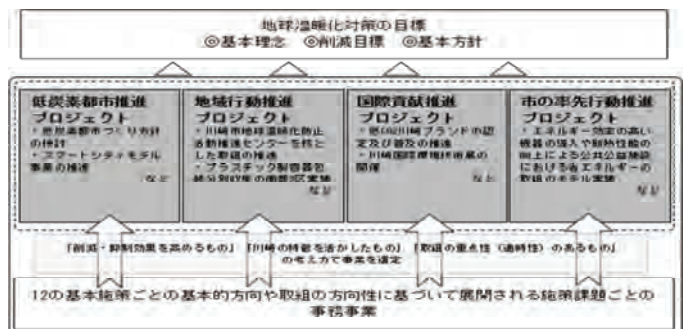 地球温暖化対策の目標
◎基本理念 ◎削減目標 ◎基本方針
低炭素都市推進
プロジェクト
・低炭素都市づくり方針
の検討
・スマートシティモデル
事業の推進
など
地域行動推進
プロジェクト
・川崎市地球温暖化防止
活動推進センターを核と
した取組の推進
・プラスチック製容器包
装分別収集の南部3区実施
など
国際貢献推進
プロジェクト
・低CO2川崎ブランドの認
定及び普及の推進
・川崎国際環境技術展の
開催
など
市の率先行動推進
プロジェクト
・エネルギー効率の高い
機器の導入や断熱性能の
向上による公共公益施設
における省エネルギーの
取組のモデル実施
など
「削減・抑制効果を高めるもの」「川崎の特徴を活かしたもの」「取組の重点性（適時性）のあるもの」
の考え方で事業を選定
12の基本施策ごとの基本的方向や取組の方向性に基づいて展開される施策課題ごとの
事務事業